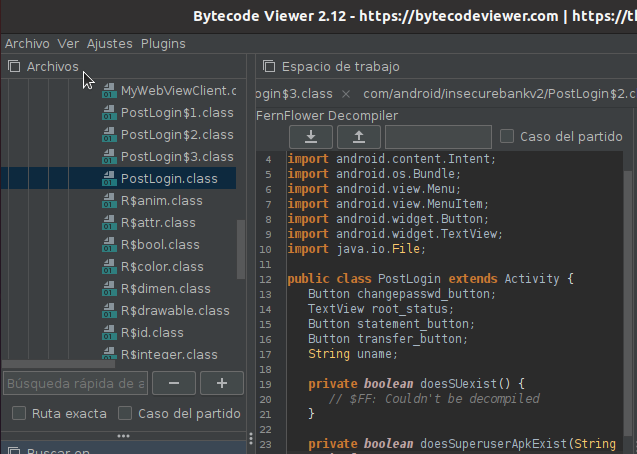 Bytecode Viewer 2.12 - https://bytecodeviewer.com | https://t
Archivo Ver Ajustes Plugins
Archivos
MyWebViewClient.c
PostLogin$1.class
PostLogin$2.class
PostLogin$3.class
PostLogin.class
R$anim.class
R$attr.class
R$bool.class
R$color.class
R$dimen.class
R$drawable.class
R$id.class
R$integer.class
Búsqueda rápida de a
− +
Ruta exacta Caso del partido
Buscar en
Espacio de trabajo
ogin$3.class × com/android/insecurebankv2/PostLogin$2.c
FernFlower Decompiler
Caso del partido
4 import android.content.Intent;
5 import android.os.Bundle;
6 import android.view.Menu;
7 import android.view.MenuItem;
8 import android.widget.Button;
9 import android.widget.TextView;
10 import java.io.File;
11
12 public class PostLogin extends Activity {
13 Button changepasswd_button;
14 TextView root_status;
15 Button statement_button;
16 Button transfer_button;
17 String uname;
18
19 private boolean doesSUexist() {
20 // $FF: Couldn't be decompiled
21 }
22
23 private boolean doesSuperuserApkExist(String